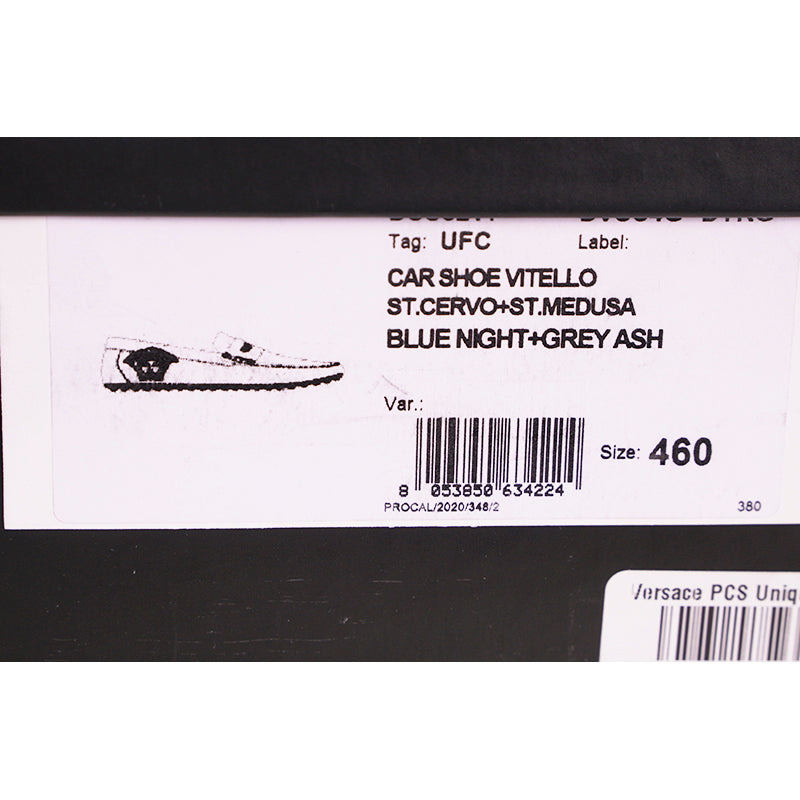 Tag: UFC Label:
CAR SHOE VITELLO
ST.CERVO+ST.MEDUSA
BLUE NIGHT+GREY ASH
Var.:
Size: 460
8 053850 634224
PROCAL/2020/348/2
380
Versace PCS Uniq